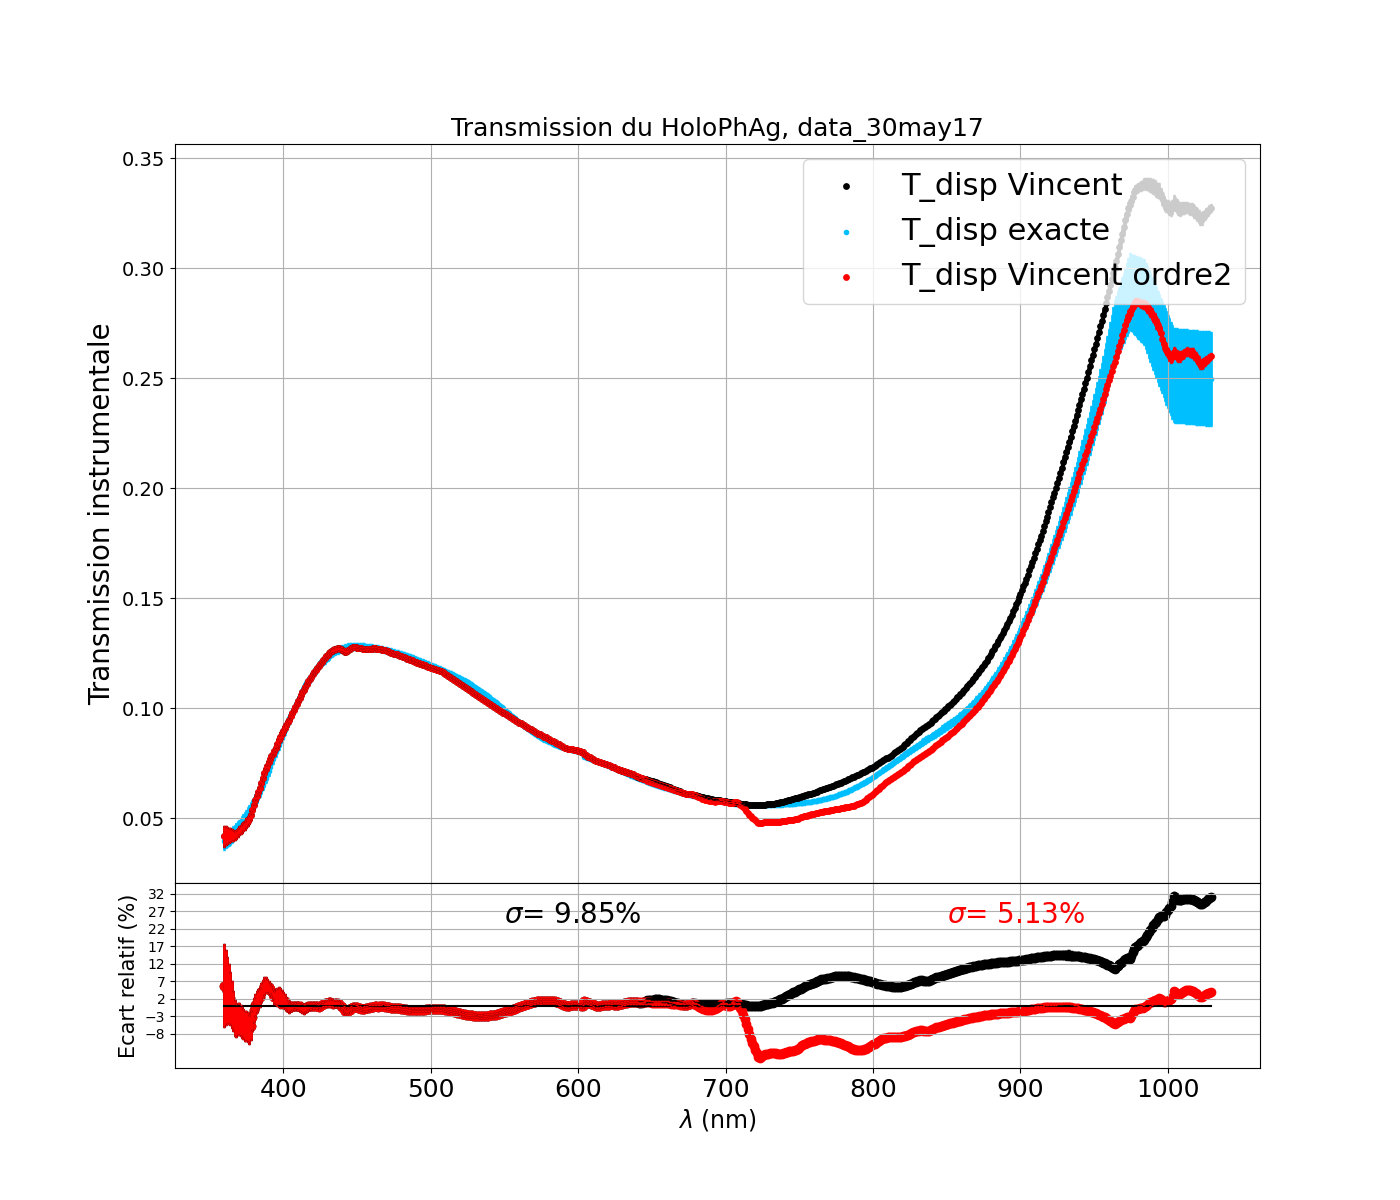 Transmission du HoloPhAg, data_30may17
Transmission instrumentale
0.35
0.30
0.25
0.20
0.15
0.10
0.05
T_disp Vincent
T_disp exacte
T_disp Vincent ordre2
Ecart relatif (%)
32
27
22
17
12
7
2
−3
−8
σ= 9.85%
σ= 5.13%
400 500 600 700 800 900 1000
λ (nm)